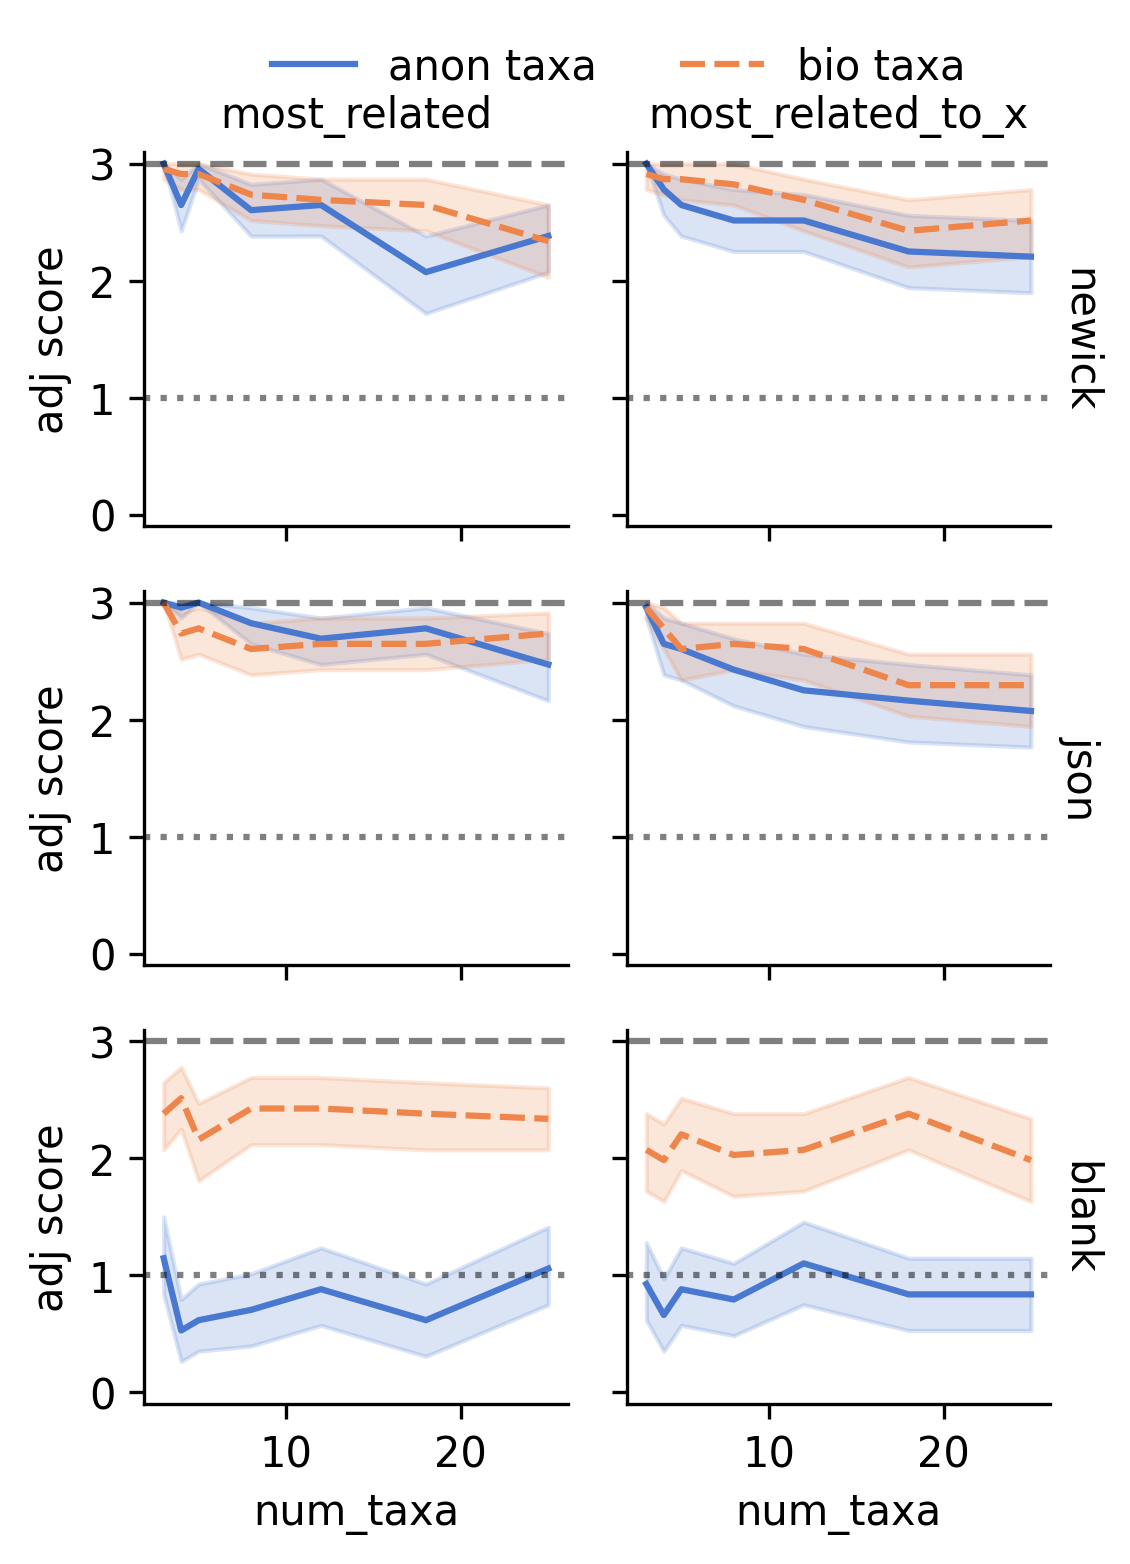 anon taxa bio taxa
most_related most_related_to_x
3
2
1
0
adj score
newick
3
2
1
0
adj score
json
3
2
1
0
adj score
blank
10 20 10 20
num_taxa num_taxa